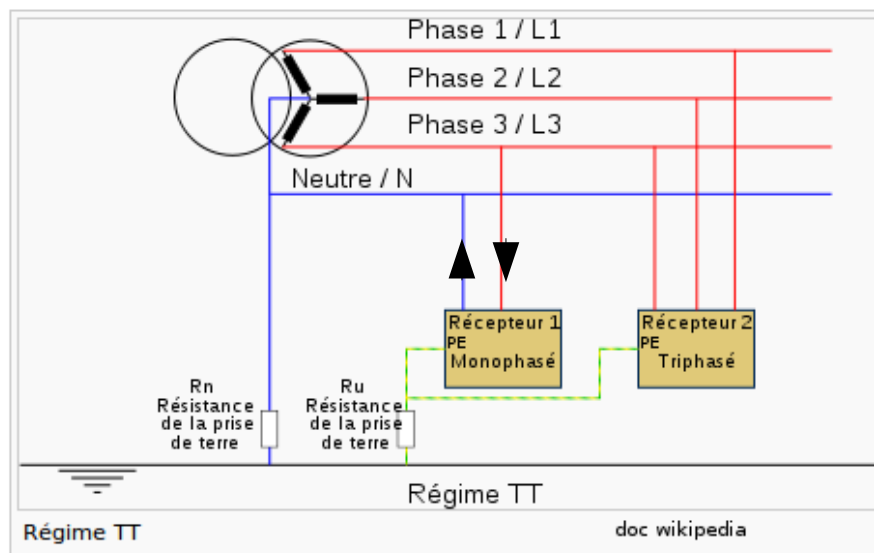 Phase 1 / L1
Phase 2 / L2
Phase 3 / L3
Neutre / N
Récepteur 1
PE
Monophasé
Récepteur 2
PE
Triphasé
Rn
Résistance
de la prise
de terre
Ru
Résistance
de la prise
de terre
Régime TT
Régime TT
doc wikipedia